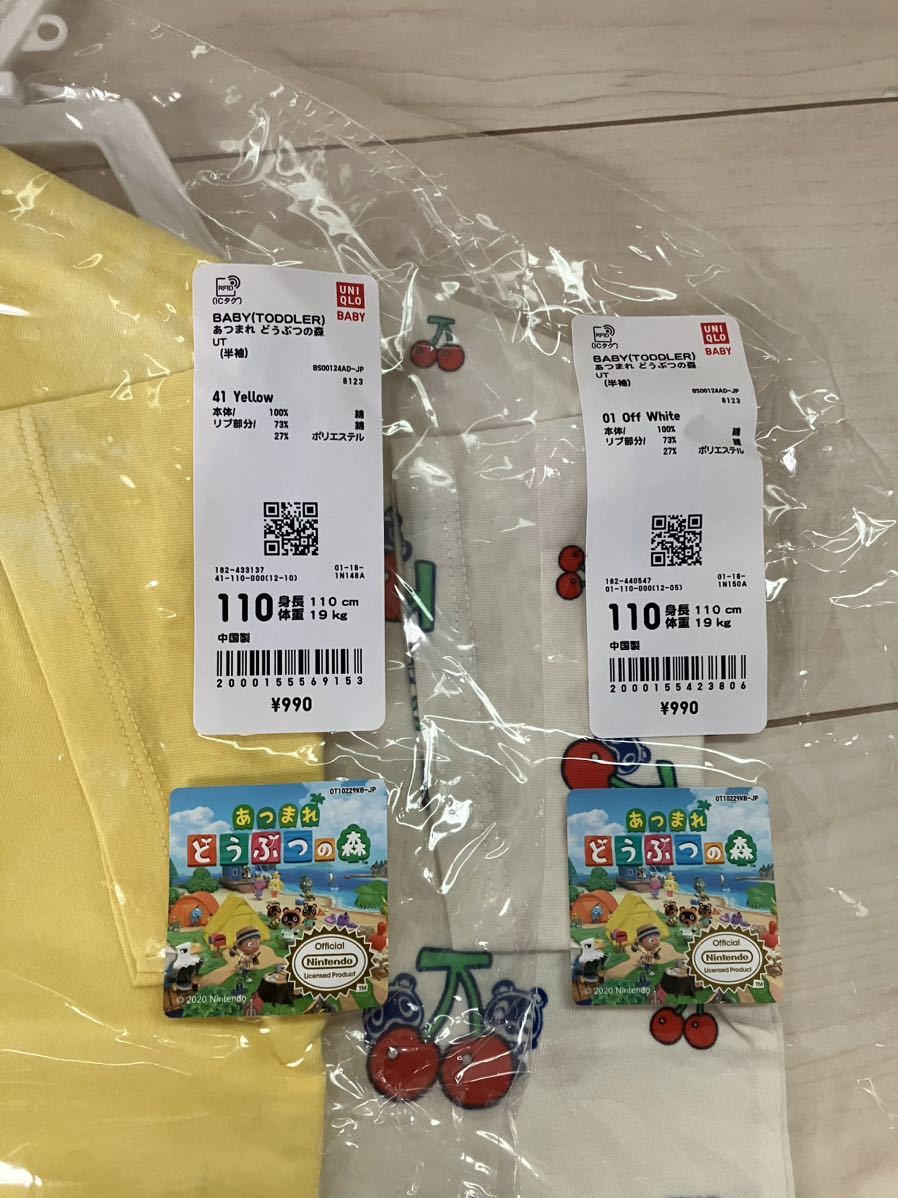 RFID
(ICタグ)
UNI
QLO
BABY
BABY(TODDLER)
あつまれ どうぶつの森
UT
(半袖)
BS00124AD-JP
8123
41 Yellow
本体/ 100% 綿
リブ部分/ 73% 綿
27% ポリエステル
182-433137 01-18-
41-110-000(12-10) 1N148A
110 身長 110 cm
体重 19 kg
中国製
2000155569153
¥990
RFID
(ICタグ)
UNI
QLO
BABY
BABY(TODDLER)
あつまれ どうぶつの森
UT
(半袖)
BS00124AD-JP
8123
01 Off White
本体/ 100% 綿
リブ部分/ 73% 綿
27% ポリエステル
182-440547 01-18-
01-110-000(12-05) 1N150A
110 身長 110 cm
体重 19 kg
中国製
2000155423806
¥990
OT10229KB-JP
あつまれ
どうぶつの森
Official
Nintendo
Licensed Product
TM
© 2020 Nintendo
OT10229KB-JP
あつまれ
どうぶつの森
Official
Nintendo
Licensed Product
TM
© 2020 Nintendo